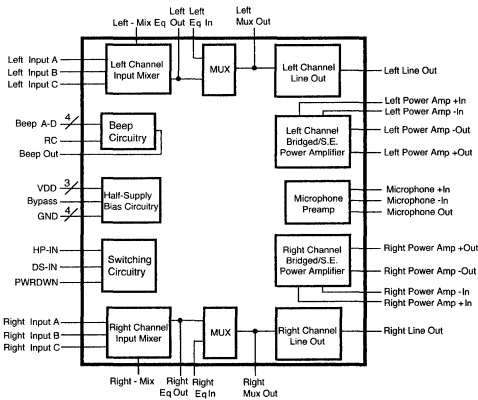 Left - Mix
Left
Eq Out
Left
Eq In
Left
Mux Out
Left Input A
Left Input B
Left Input C
Left Channel
Input Mixer
MUX
Left Channel
Line Out
Left Line Out
Beep A-D
4
RC
Beep Out
Beep
Circuitry
Left Power Amp +In
Left Power Amp -In
Left Power Amp -Out
Left Power Amp +Out
Left Channel
Bridged/S.E.
Power Amplifier
VDD
3
Bypass
GND
4
Half-Supply
Bias Circuitry
Microphone
Preamp
Microphone +In
Microphone -In
Microphone Out
HP-IN
DS-IN
PWRDWN
Switching
Circuitry
Right Channel
Bridged/S.E.
Power Amplifier
Right Power Amp +Out
Right Power Amp -Out
Right Power Amp -In
Right Power Amp +In
Right Input A
Right Input B
Right Input C
Right Channel
Input Mixer
MUX
Right Channel
Line Out
Right Line Out
Right - Mix
Right
Eq Out
Right
Eq In
Right
Mux Out